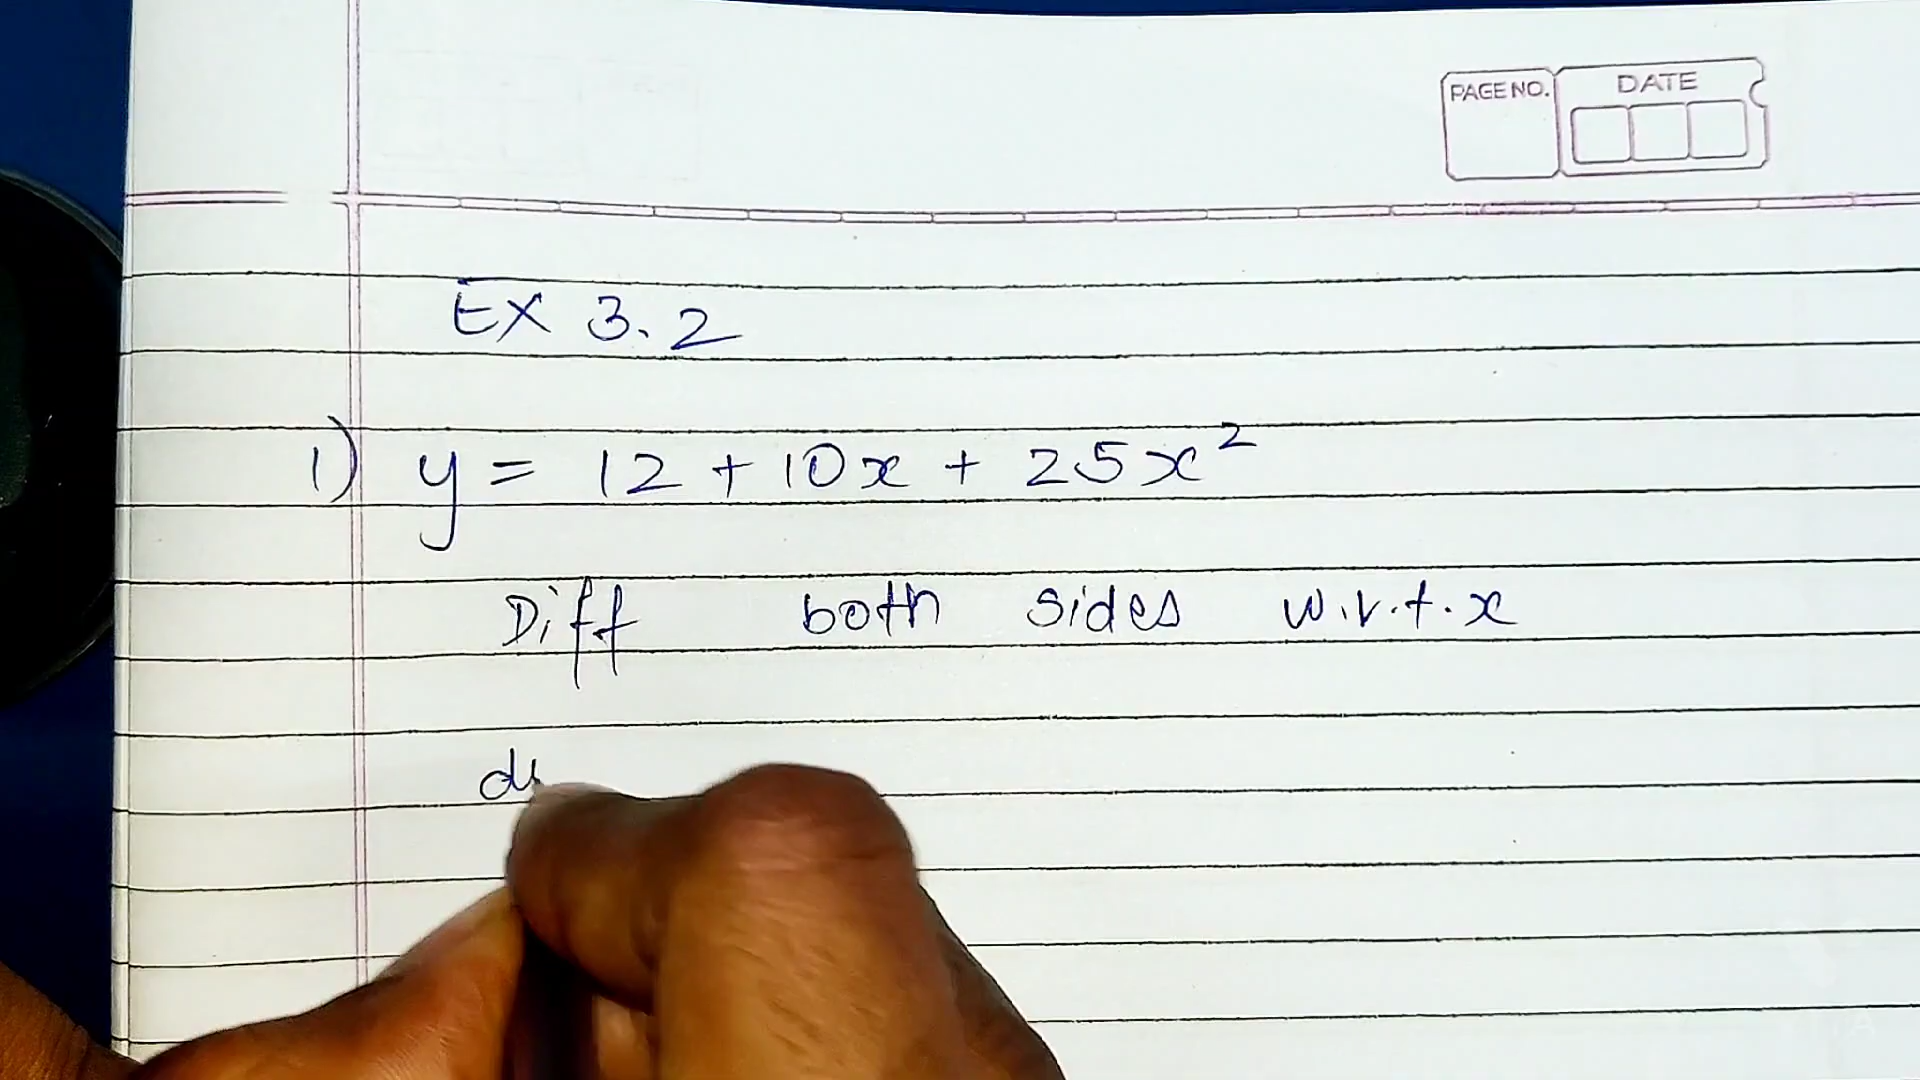 PAGE NO. DATE
EX 3.2
1) y = 12 + 10x + 25x²
Diff both sides w.r.t.x